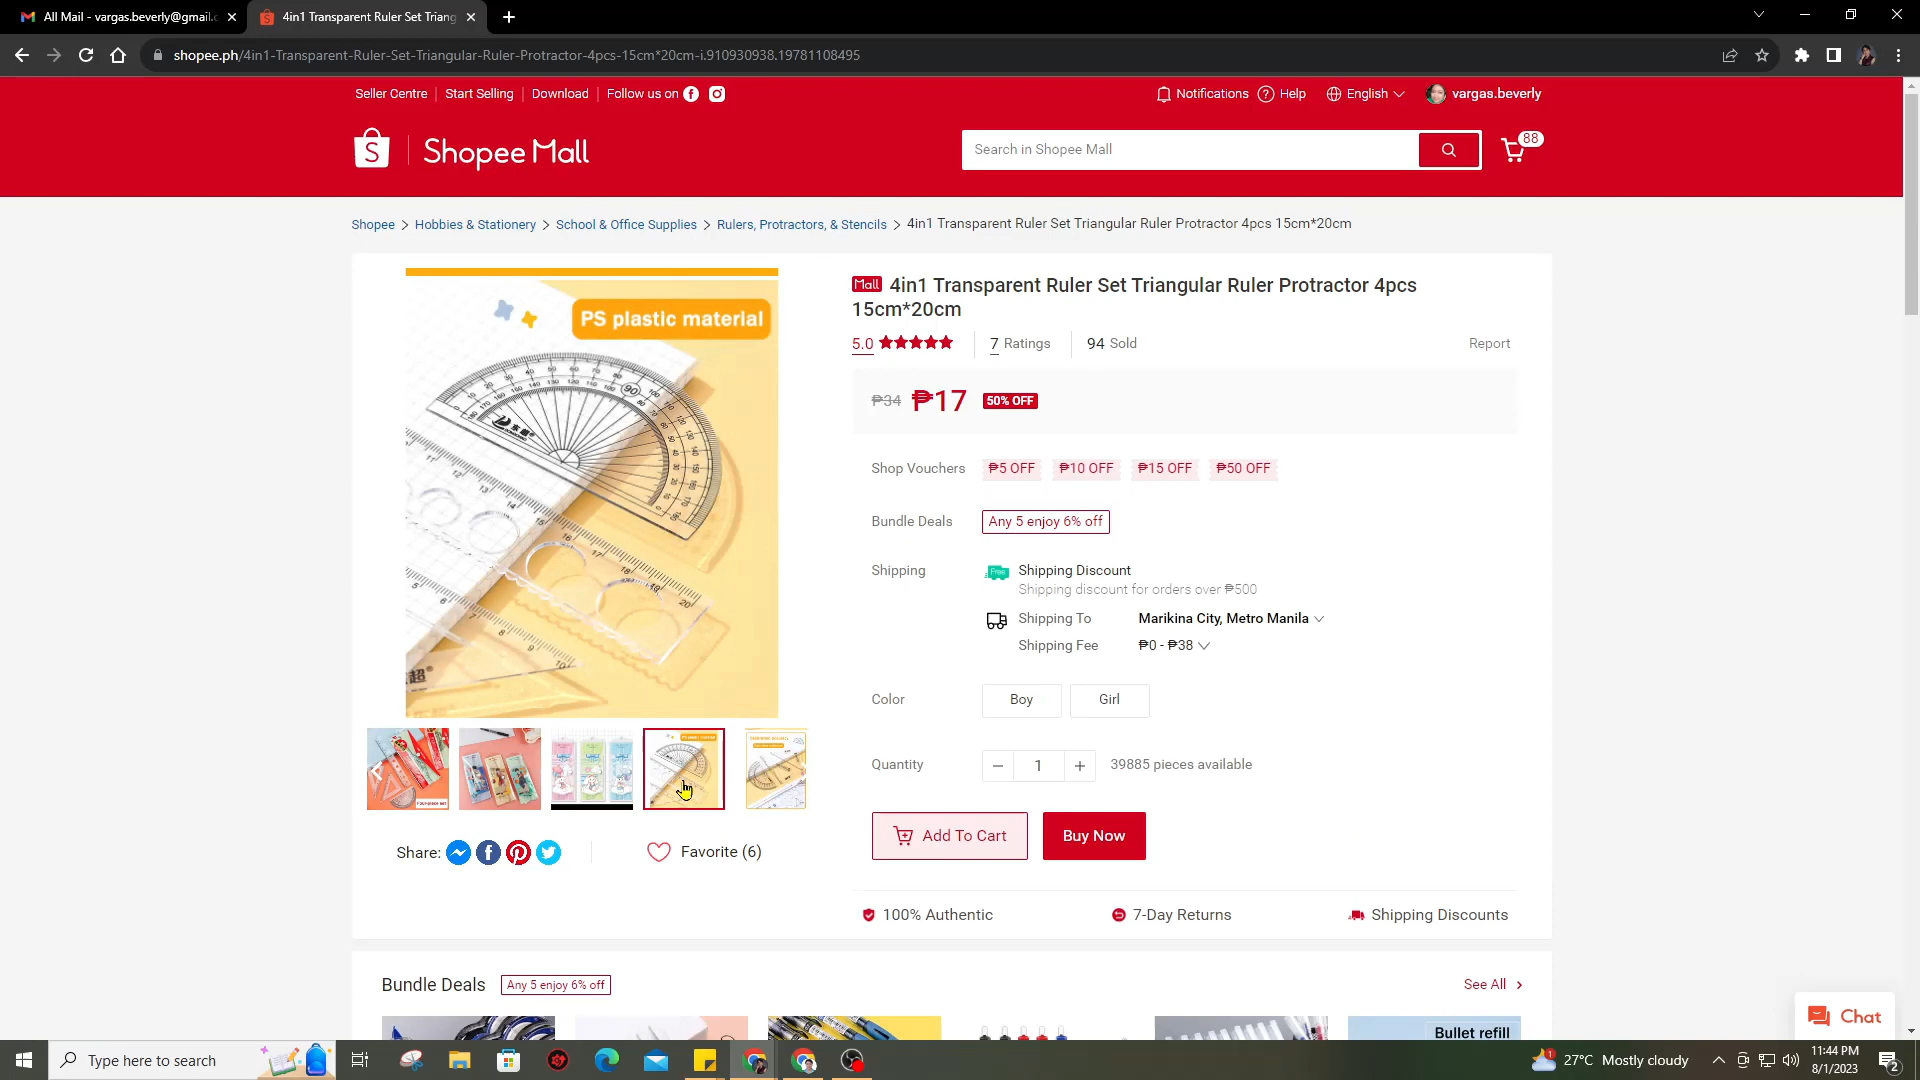 All Mail - vargas.beverly@gmail.c
4in1 Transparent Ruler Set Triang
shopee.ph/4in1-Transparent-Ruler-Set-Triangular-Ruler-Protractor-4pcs-15cm*20cm-i.910930938.19781108495
Seller Centre
Start Selling
Download
Follow us on
Notifications
Help
English
vargas.beverly
Shopee Mall
Search in Shopee Mall
88
Shopee > Hobbies & Stationery > School & Office Supplies > Rulers, Protractors, & Stencils > 4in1 Transparent Ruler Set Triangular Ruler Protractor 4pcs 15cm*20cm
PS plastic material
Mall 4in1 Transparent Ruler Set Triangular Ruler Protractor 4pcs
15cm*20cm
5.0
7 Ratings
94 Sold
Report
₱34 ₱17 50% OFF
Shop Vouchers ₱5 OFF ₱10 OFF ₱15 OFF ₱50 OFF
Bundle Deals Any 5 enjoy 6% off
Shipping
Free
Shipping Discount
Shipping discount for orders over ₱500
Shipping To Marikina City, Metro Manila
Shipping Fee ₱0 - ₱38
Color Boy Girl
Quantity − 1 + 39885 pieces available
Add To Cart
Buy Now
Share:
Favorite (6)
100% Authentic
7-Day Returns
Shipping Discounts
Bundle Deals Any 5 enjoy 6% off
See All >
Bullet refill
Chat
Type here to search
27°C Mostly cloudy
11:44 PM
8/1/2023
2